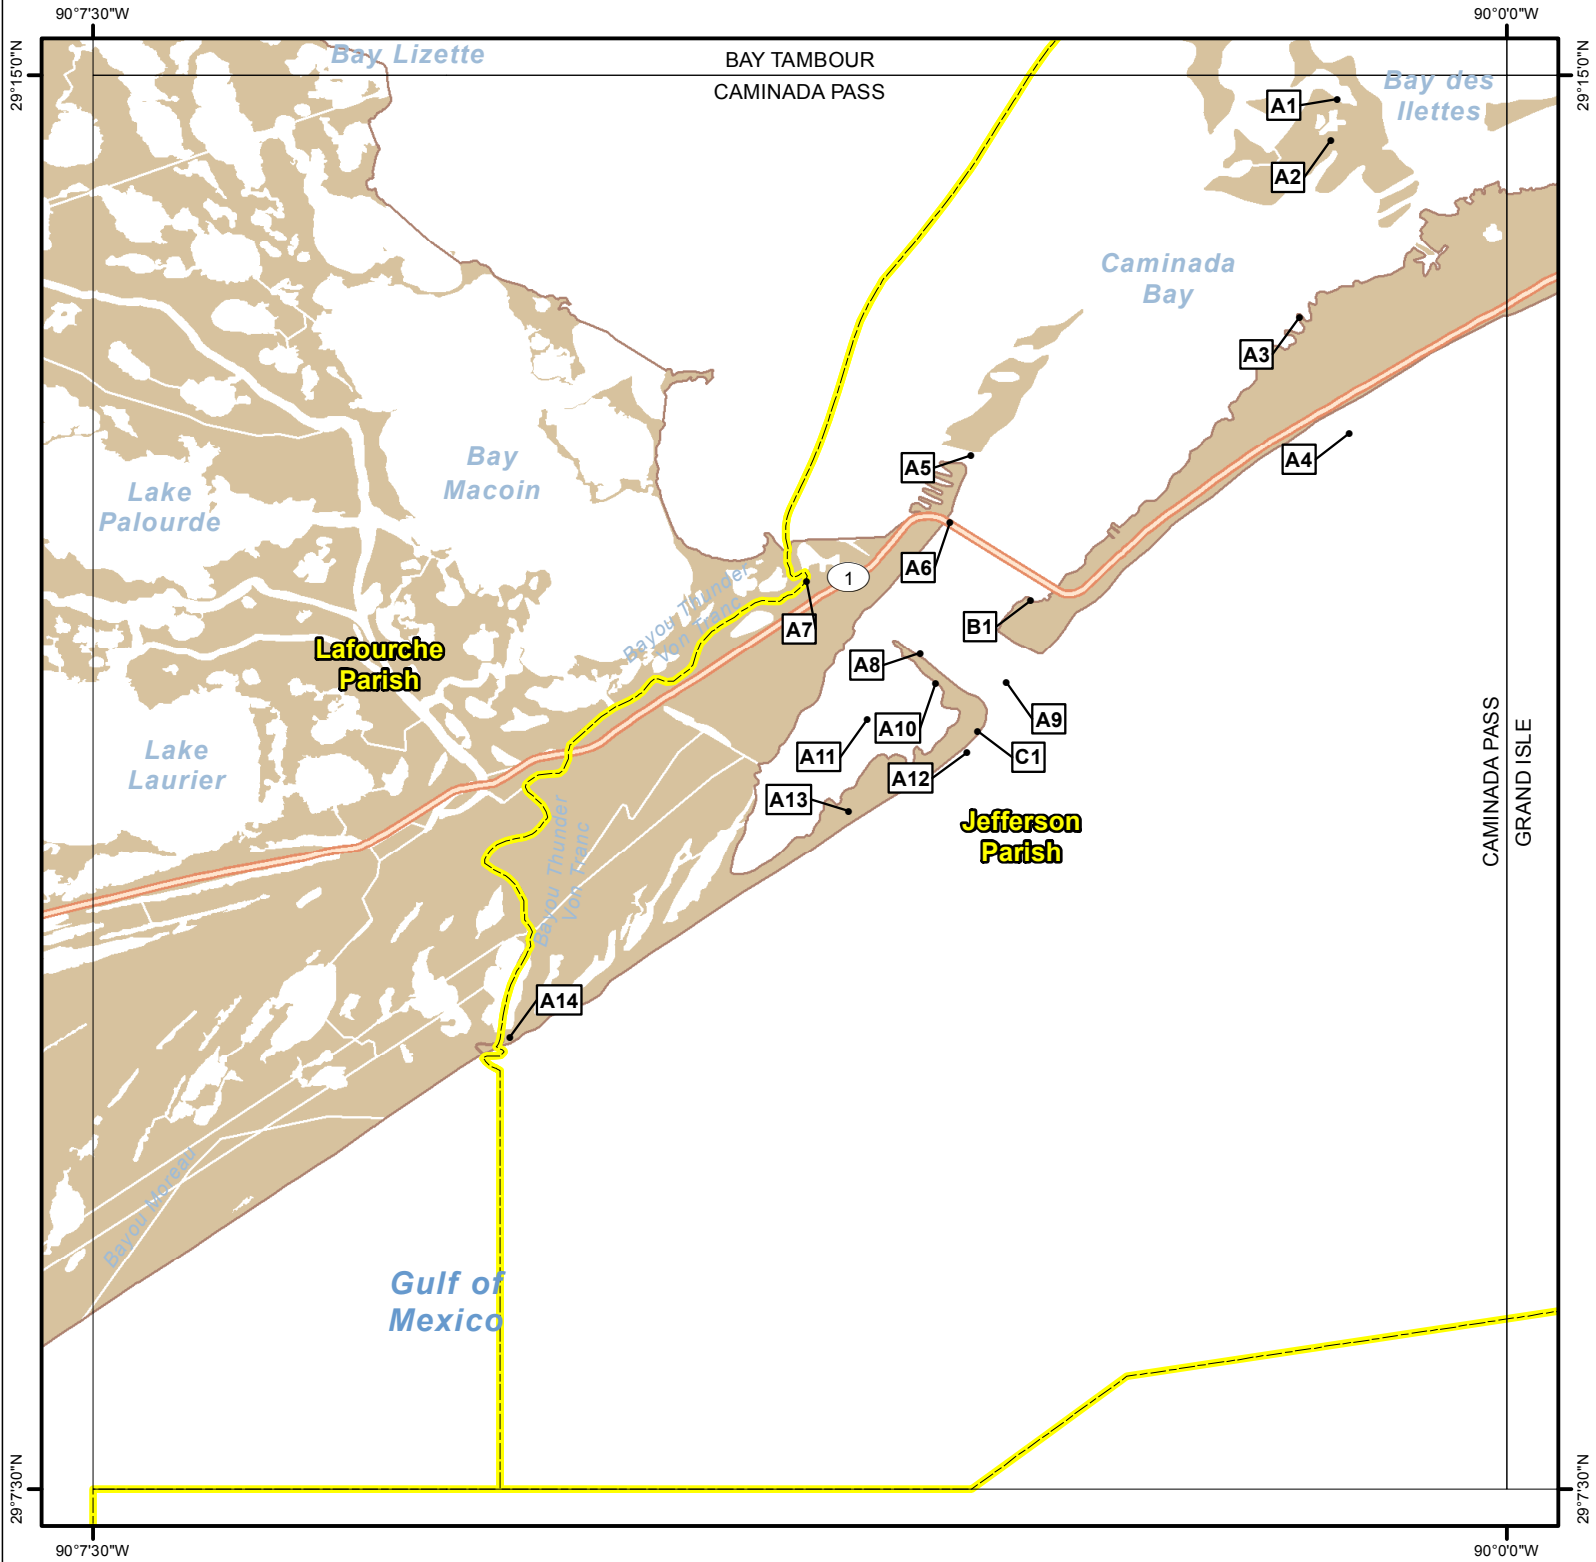 90°7'30"W
90°0'0"W
29°15'0"N
29°15'0"N
Bay Lizette
BAY TAMBOUR
CAMINADA PASS
Bay des
Ilettes
A1
A2
Caminada
Bay
A3
A4
Bay
Macoin
A5
Lake
Palourde
A6
1
Bayou Thunder
Von Tranc
A7
B1
Lafourche
Parish
A8
A9
A10
A11
C1
Lake
Laurier
A12
A13
Jefferson
Parish
CAMINADA PASS
GRAND ISLE
Bayou Thunder
Von Tranc
A14
Bayou Moreau
Gulf of
Mexico
29°7'30"N
29°7'30"N
90°7'30"W
90°0'0"W